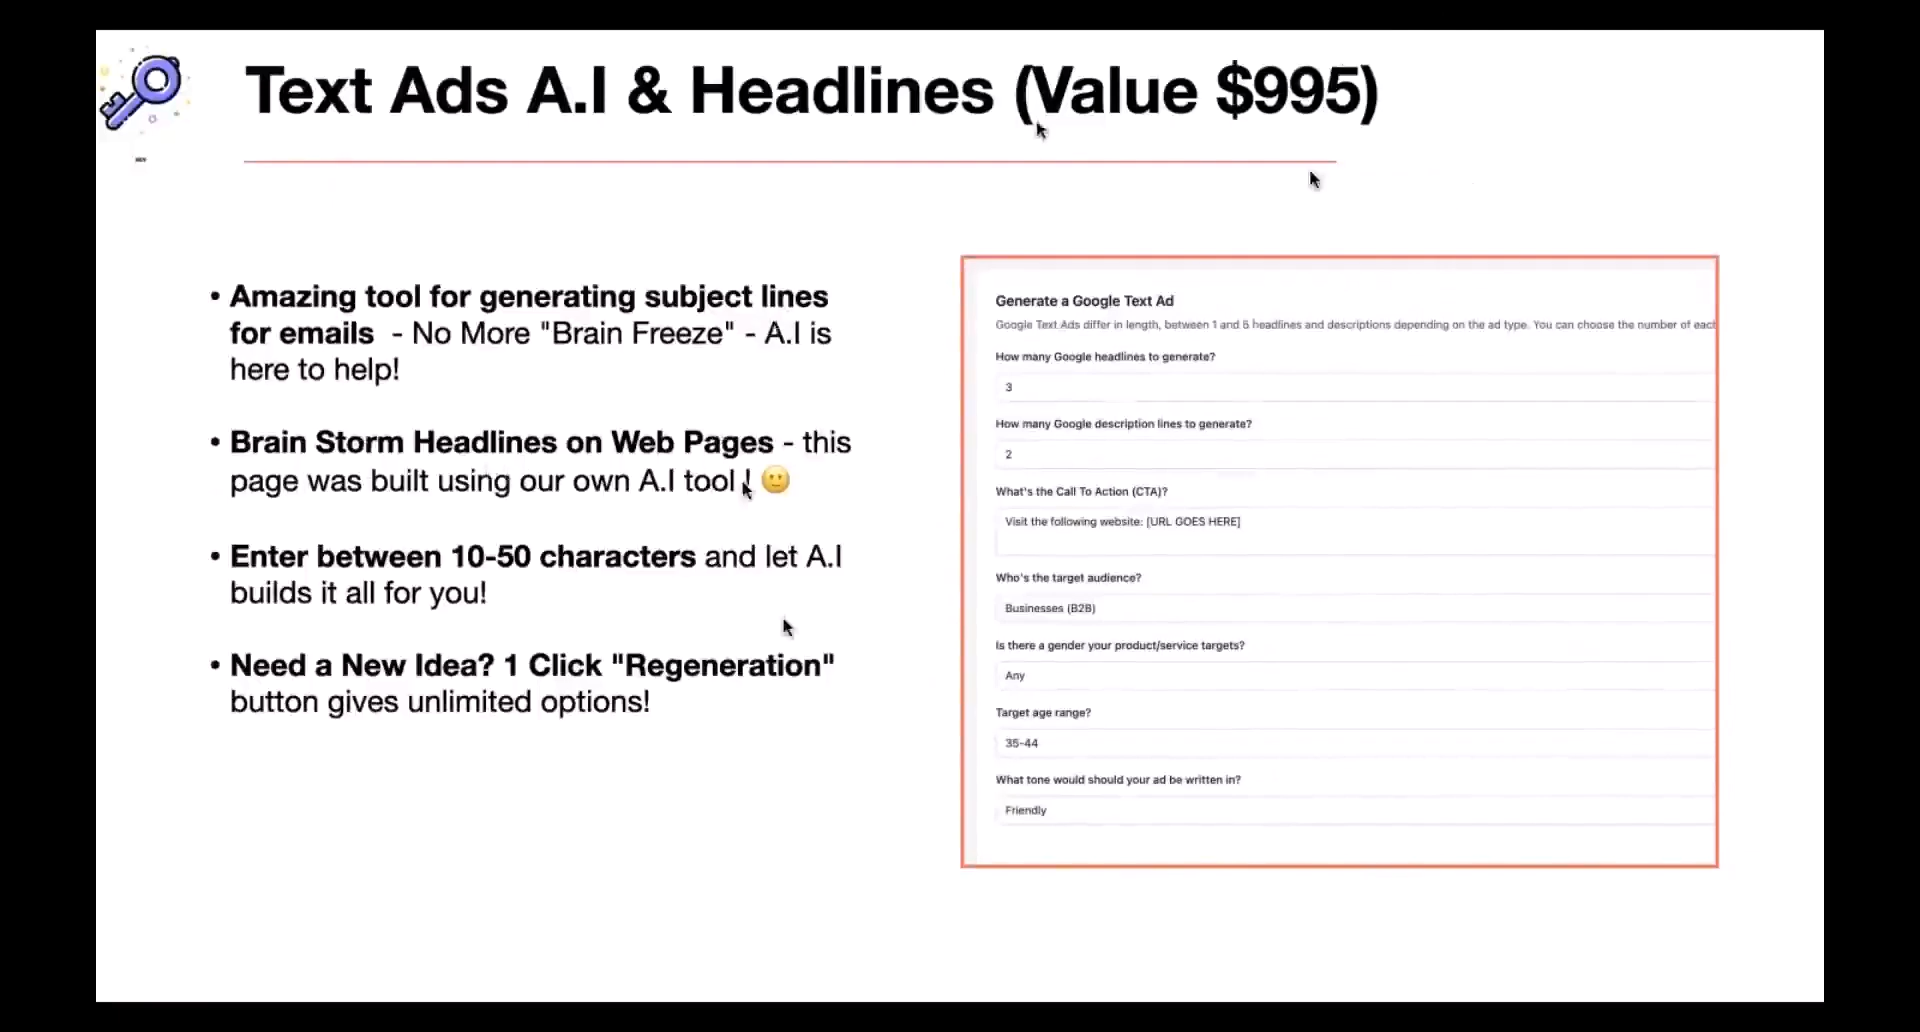 Text Ads A.I & Headlines (Value $995)
• Amazing tool for generating subject lines
for emails - No More "Brain Freeze" - A.I is
here to help!
• Brain Storm Headlines on Web Pages - this
page was built using our own A.I tool ! 🙂
• Enter between 10-50 characters and let A.I
builds it all for you!
• Need a New Idea? 1 Click "Regeneration"
button gives unlimited options!
Generate a Google Text Ad
Google Text Ads differ in length, between 1 and 5 headlines and descriptions depending on the ad type. You can choose the number of each
How many Google headlines to generate?
3
How many Google description lines to generate?
2
What's the Call To Action (CTA)?
Visit the following website: [URL GOES HERE]
Who's the target audience?
Businesses (B2B)
Is there a gender your product/service targets?
Any
Target age range?
35-44
What tone would should your ad be written in?
Friendly